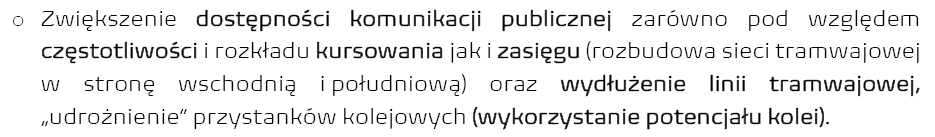 ○ Zwiększenie dostępności komunikacji publicznej zarówno pod względem
częstotliwości i rozkładu kursowania jak i zasięgu (rozbudowa sieci tramwajowej
w stronę wschodnią i południową) oraz wydłużenie linii tramwajowej,
„udrożnienie” przystanków kolejowych (wykorzystanie potencjału kolei).